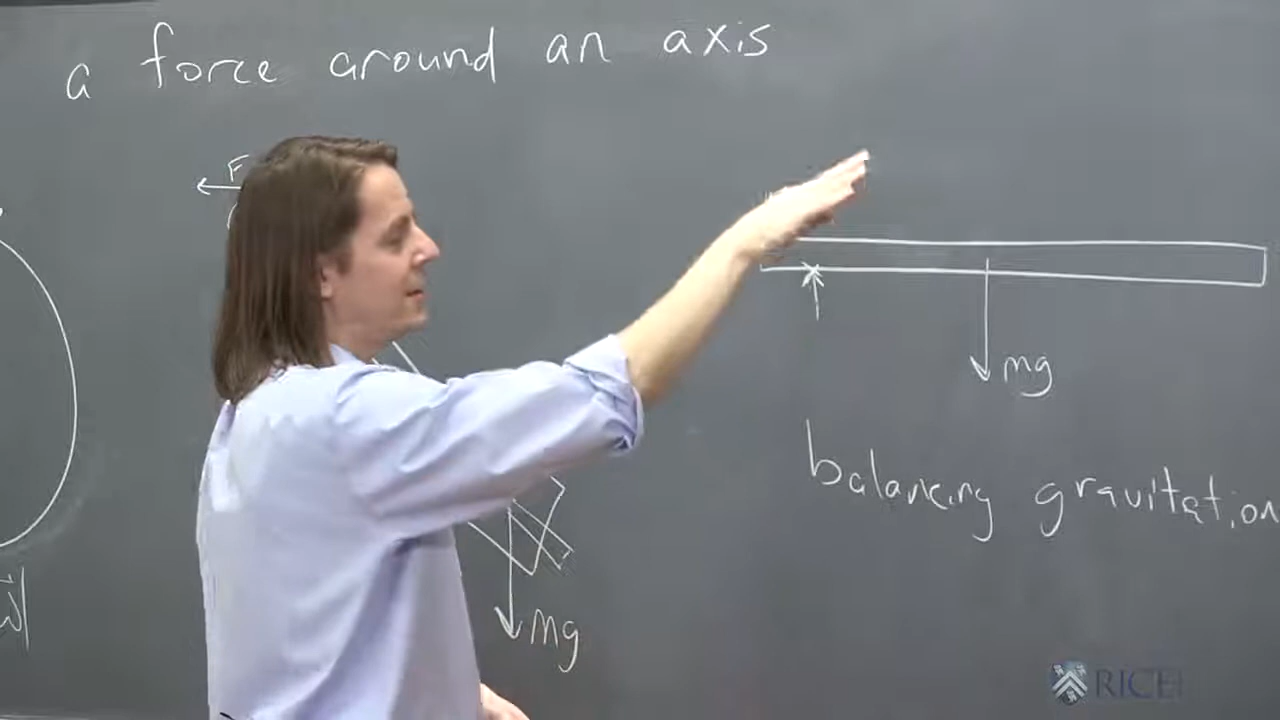 a force around an axis
F
mg
balancing gravitation
mg
RICE